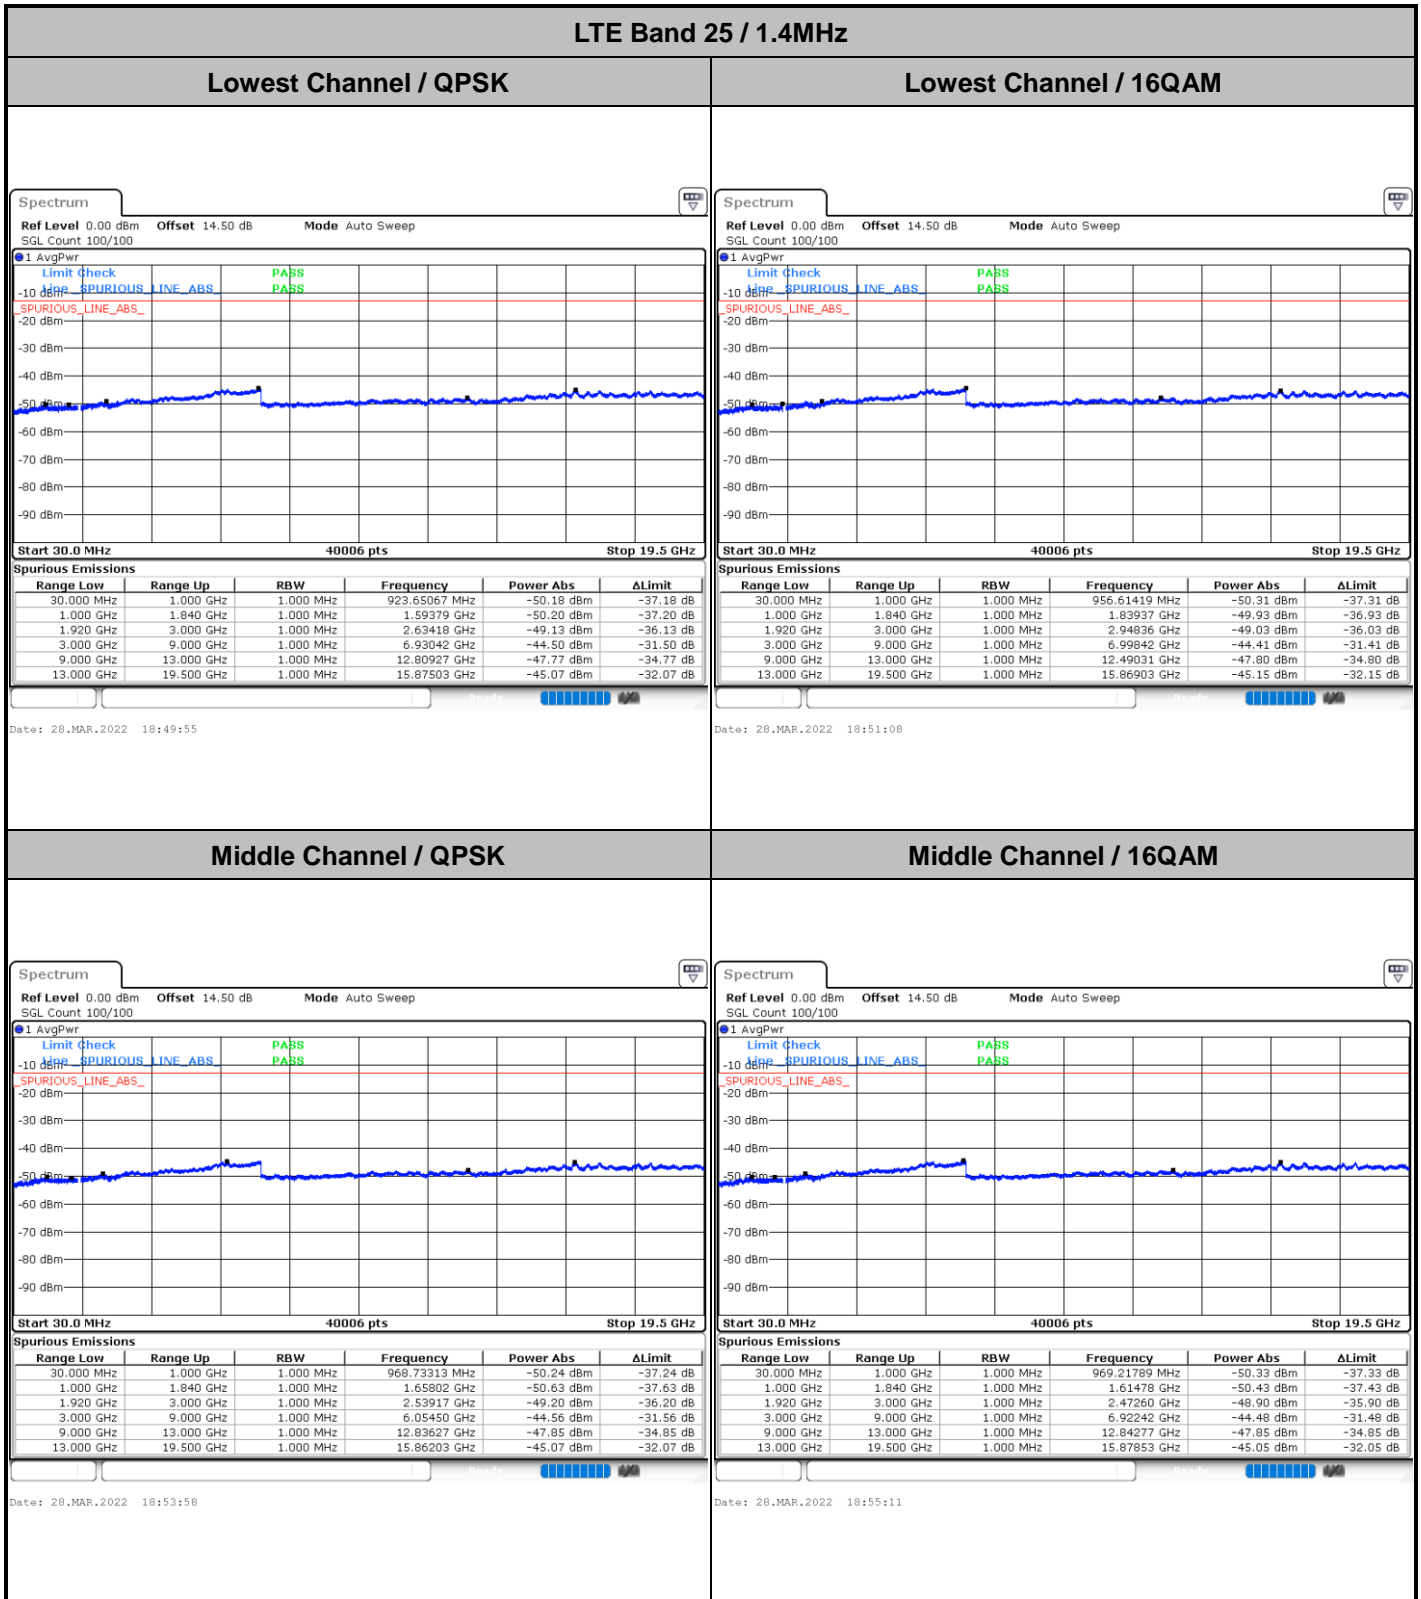 LTE Band 25 / 1.4MHz
Lowest Channel / QPSK
Lowest Channel / 16QAM
Spectrum
Ref Level 0.00 dBm Offset 14.50 dB Mode Auto Sweep
SGL Count 100/100
1 AvgPwr
Limit Check PASS
Line _SPURIOUS_LINE_ABS_ PASS
-10 dBm
_SPURIOUS_LINE_ABS_
-20 dBm
-30 dBm
-40 dBm
-50 dBm
-60 dBm
-70 dBm
-80 dBm
-90 dBm
Start 30.0 MHz 40006 pts Stop 19.5 GHz
Spurious Emissions
Range Low Range Up RBW Frequency Power Abs ΔLimit
30.000 MHz 1.000 GHz 1.000 MHz 923.65067 MHz -50.18 dBm -37.18 dB
1.000 GHz 1.840 GHz 1.000 MHz 1.59379 GHz -50.20 dBm -37.20 dB
1.920 GHz 3.000 GHz 1.000 MHz 2.63418 GHz -49.13 dBm -36.13 dB
3.000 GHz 9.000 GHz 1.000 MHz 6.93042 GHz -44.50 dBm -31.50 dB
9.000 GHz 13.000 GHz 1.000 MHz 12.80927 GHz -47.77 dBm -34.77 dB
13.000 GHz 19.500 GHz 1.000 MHz 15.87503 GHz -45.07 dBm -32.07 dB
Ready
Date: 28.MAR.2022 18:49:55
Spectrum
Ref Level 0.00 dBm Offset 14.50 dB Mode Auto Sweep
SGL Count 100/100
1 AvgPwr
Limit Check PASS
Line _SPURIOUS_LINE_ABS_ PASS
-10 dBm
_SPURIOUS_LINE_ABS_
-20 dBm
-30 dBm
-40 dBm
-50 dBm
-60 dBm
-70 dBm
-80 dBm
-90 dBm
Start 30.0 MHz 40006 pts Stop 19.5 GHz
Spurious Emissions
Range Low Range Up RBW Frequency Power Abs ΔLimit
30.000 MHz 1.000 GHz 1.000 MHz 956.61419 MHz -50.31 dBm -37.31 dB
1.000 GHz 1.840 GHz 1.000 MHz 1.83937 GHz -49.93 dBm -36.93 dB
1.920 GHz 3.000 GHz 1.000 MHz 2.94836 GHz -49.03 dBm -36.03 dB
3.000 GHz 9.000 GHz 1.000 MHz 6.99842 GHz -44.41 dBm -31.41 dB
9.000 GHz 13.000 GHz 1.000 MHz 12.49031 GHz -47.80 dBm -34.80 dB
13.000 GHz 19.500 GHz 1.000 MHz 15.86903 GHz -45.15 dBm -32.15 dB
Ready
Date: 28.MAR.2022 18:51:08
Middle Channel / QPSK
Middle Channel / 16QAM
Spectrum
Ref Level 0.00 dBm Offset 14.50 dB Mode Auto Sweep
SGL Count 100/100
1 AvgPwr
Limit Check PASS
Line _SPURIOUS_LINE_ABS_ PASS
-10 dBm
_SPURIOUS_LINE_ABS_
-20 dBm
-30 dBm
-40 dBm
-50 dBm
-60 dBm
-70 dBm
-80 dBm
-90 dBm
Start 30.0 MHz 40006 pts Stop 19.5 GHz
Spurious Emissions
Range Low Range Up RBW Frequency Power Abs ΔLimit
30.000 MHz 1.000 GHz 1.000 MHz 968.73313 MHz -50.24 dBm -37.24 dB
1.000 GHz 1.840 GHz 1.000 MHz 1.65802 GHz -50.63 dBm -37.63 dB
1.920 GHz 3.000 GHz 1.000 MHz 2.53917 GHz -49.20 dBm -36.20 dB
3.000 GHz 9.000 GHz 1.000 MHz 6.05450 GHz -44.56 dBm -31.56 dB
9.000 GHz 13.000 GHz 1.000 MHz 12.83627 GHz -47.85 dBm -34.85 dB
13.000 GHz 19.500 GHz 1.000 MHz 15.86203 GHz -45.07 dBm -32.07 dB
Ready
Date: 28.MAR.2022 18:53:58
Spectrum
Ref Level 0.00 dBm Offset 14.50 dB Mode Auto Sweep
SGL Count 100/100
1 AvgPwr
Limit Check PASS
Line _SPURIOUS_LINE_ABS_ PASS
-10 dBm
_SPURIOUS_LINE_ABS_
-20 dBm
-30 dBm
-40 dBm
-50 dBm
-60 dBm
-70 dBm
-80 dBm
-90 dBm
Start 30.0 MHz 40006 pts Stop 19.5 GHz
Spurious Emissions
Range Low Range Up RBW Frequency Power Abs ΔLimit
30.000 MHz 1.000 GHz 1.000 MHz 969.21789 MHz -50.33 dBm -37.33 dB
1.000 GHz 1.840 GHz 1.000 MHz 1.61478 GHz -50.43 dBm -37.43 dB
1.920 GHz 3.000 GHz 1.000 MHz 2.47260 GHz -48.90 dBm -35.90 dB
3.000 GHz 9.000 GHz 1.000 MHz 6.92242 GHz -44.48 dBm -31.48 dB
9.000 GHz 13.000 GHz 1.000 MHz 12.84277 GHz -47.85 dBm -34.85 dB
13.000 GHz 19.500 GHz 1.000 MHz 15.87853 GHz -45.05 dBm -32.05 dB
Ready
Date: 28.MAR.2022 18:55:11